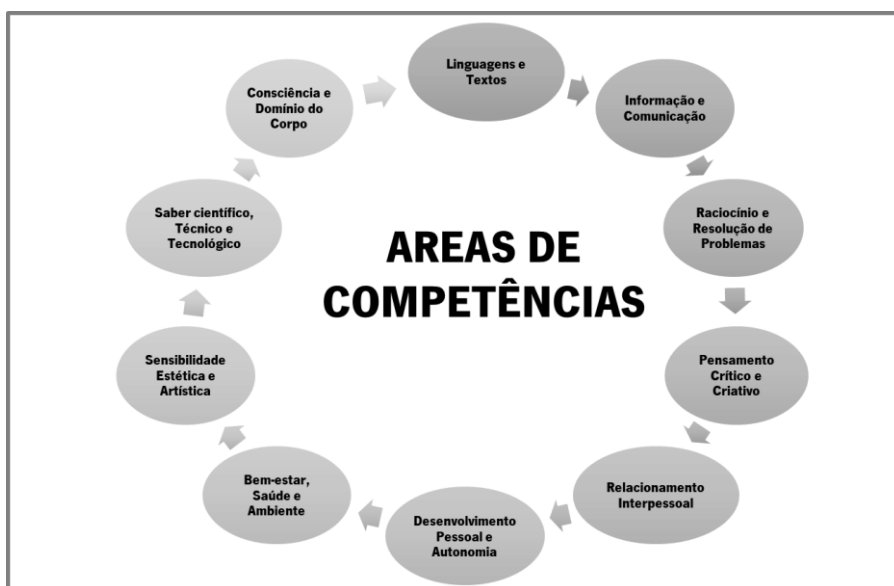 Linguagens e
Textos
Informação e
Comunicação
Raciocínio e
Resolução de
Problemas
Pensamento
Crítico e
Criativo
Relacionamento
Interpessoal
Desenvolvimento
Pessoal e
Autonomia
Bem-estar,
Saúde e
Ambiente
Sensibilidade
Estética e
Artística
Saber científico,
Técnico e
Tecnológico
Consciência e
Domínio do
Corpo
AREAS DE
COMPETÊNCIAS